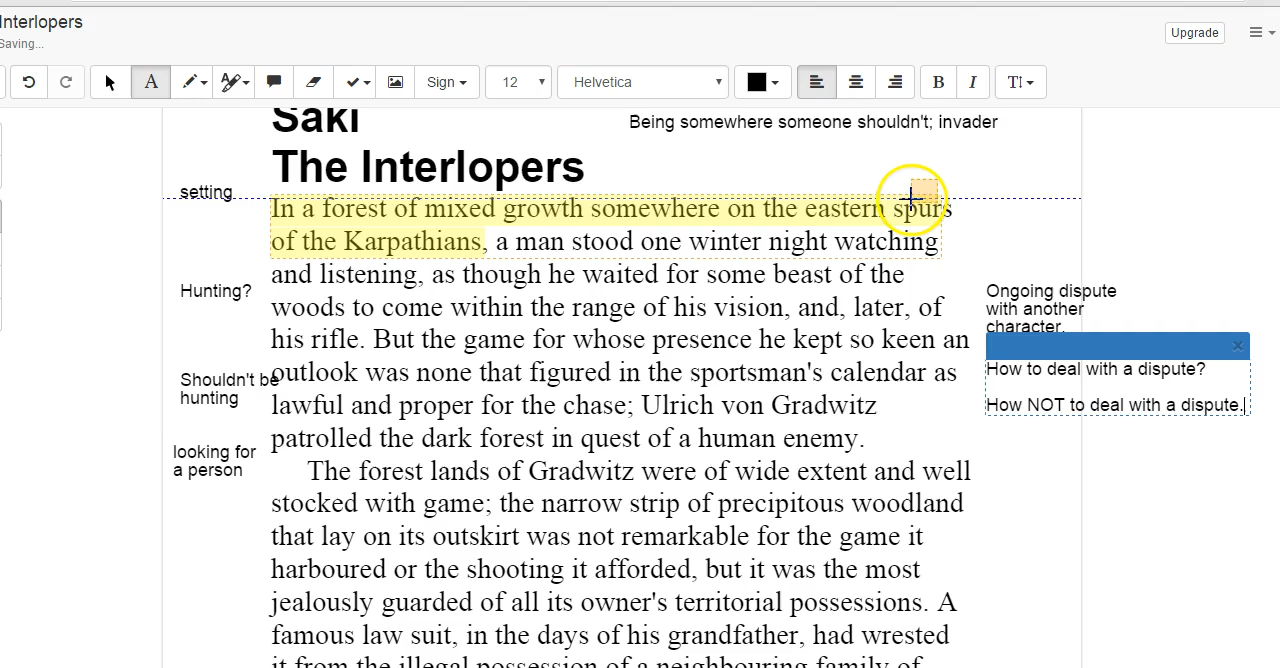 Interlopers
Saving...
Upgrade
A
Sign
12
Helvetica
B
I
T
Saki
Being somewhere someone shouldn't; invader
The Interlopers
setting
In a forest of mixed growth somewhere on the eastern spurs
of the Karpathians, a man stood one winter night watching
and listening, as though he waited for some beast of the
Hunting?
woods to come within the range of his vision, and, later, of
his rifle. But the game for whose presence he kept so keen an
Shouldn't be
hunting
outlook was none that figured in the sportsman's calendar as
lawful and proper for the chase; Ulrich von Gradwitz
patrolled the dark forest in quest of a human enemy.
looking for
a person
The forest lands of Gradwitz were of wide extent and well
stocked with game; the narrow strip of precipitous woodland
that lay on its outskirt was not remarkable for the game it
harboured or the shooting it afforded, but it was the most
jealously guarded of all its owner's territorial possessions. A
famous law suit, in the days of his grandfather, had wrested
it from the illegal possession of a neighbouring family of
Ongoing dispute
with another
character.
How to deal with a dispute?
How NOT to deal with a dispute.